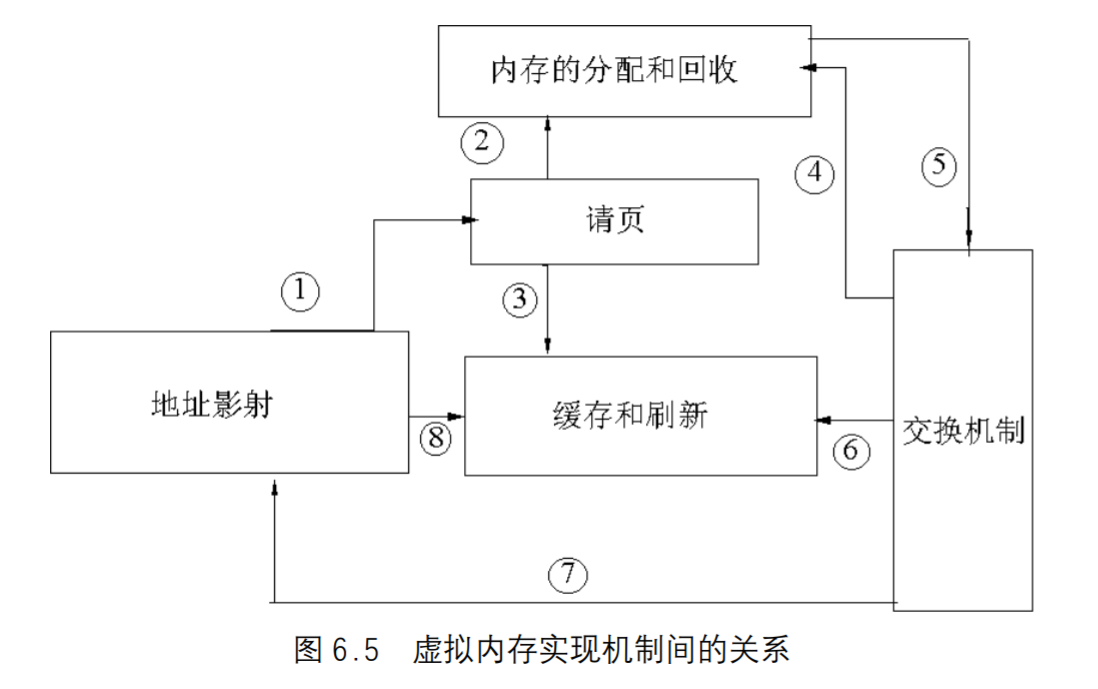 内存的分配和回收
②
④
⑤
请页
①
③
地址影射
缓存和刷新
⑧
⑥
交换机制
⑦
图 6.5 虚拟内存实现机制间的关系